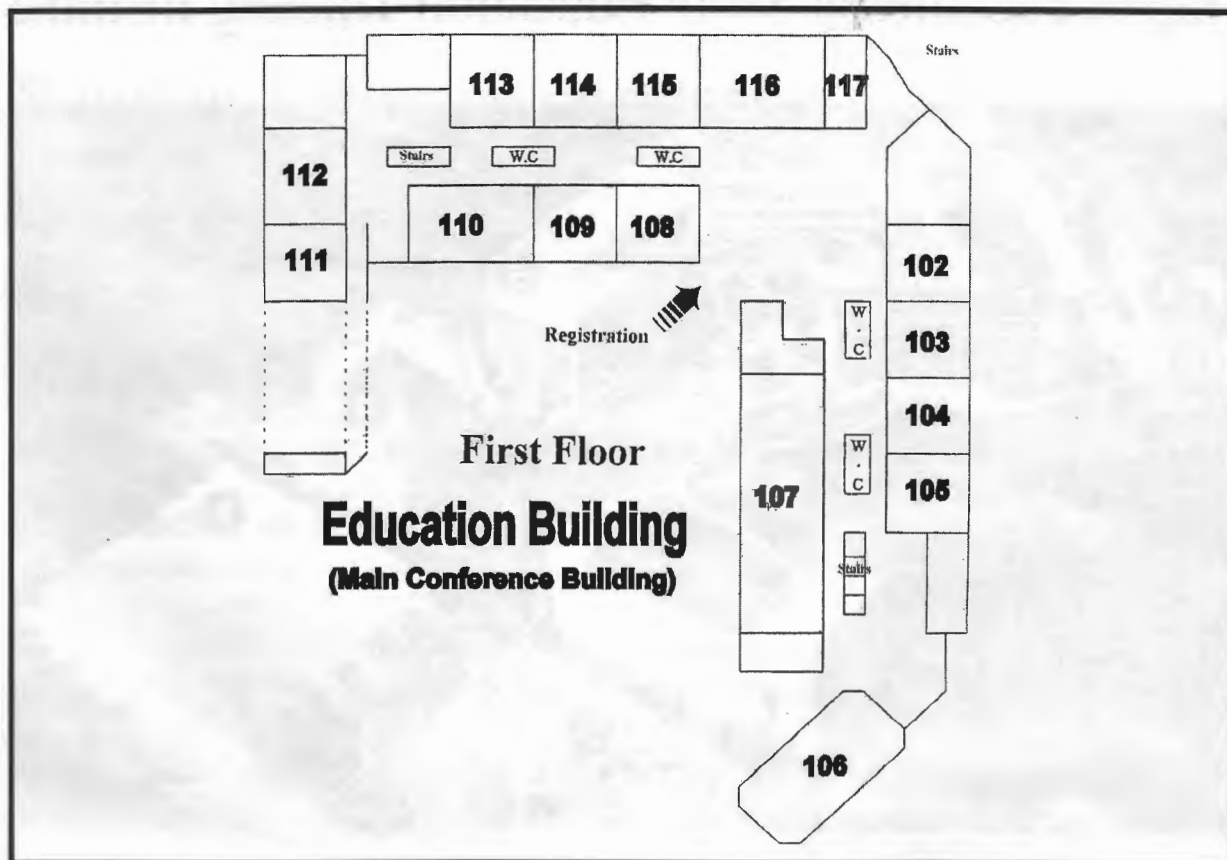 Stairs
113
114
115
116
117
Stairs
W.C
W.C
112
110
109
108
111
102
Registration
W.C
103
104
First Floor
W.C
105
107
Education Building
(Main Conference Building)
Stairs
106